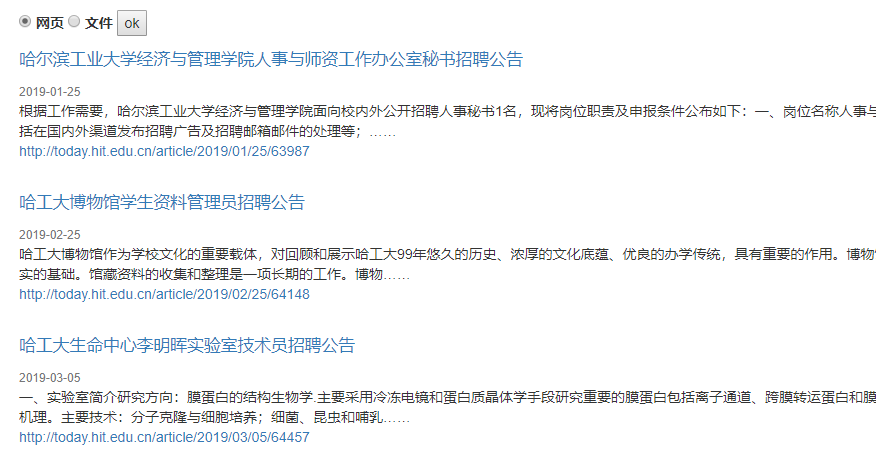 网页 文件 ok
哈尔滨工业大学经济与管理学院人事与师资工作办公室秘书招聘公告
2019-01-25
根据工作需要，哈尔滨工业大学经济与管理学院面向校内外公开招聘人事秘书1名，现将岗位职责及申报条件公布如下：一、岗位名称人事与
括在国内外渠道发布招聘广告及招聘邮箱邮件的处理等；……
http://today.hit.edu.cn/article/2019/01/25/63987
哈工大博物馆学生资料管理员招聘公告
2019-02-25
哈工大博物馆作为学校文化的重要载体，对回顾和展示哈工大99年悠久的历史、浓厚的文化底蕴、优良的办学传统，具有重要的作用。博物馆
实的基础。馆藏资料的收集和整理是一项长期的工作。博物……
http://today.hit.edu.cn/article/2019/02/25/64148
哈工大生命中心李明晖实验室技术员招聘公告
2019-03-05
一、实验室简介研究方向：膜蛋白的结构生物学.主要采用冷冻电镜和蛋白质晶体学手段研究重要的膜蛋白包括离子通道、跨膜转运蛋白和膜
机理。主要技术：分子克隆与细胞培养；细菌、昆虫和哺乳……
http://today.hit.edu.cn/article/2019/03/05/64457